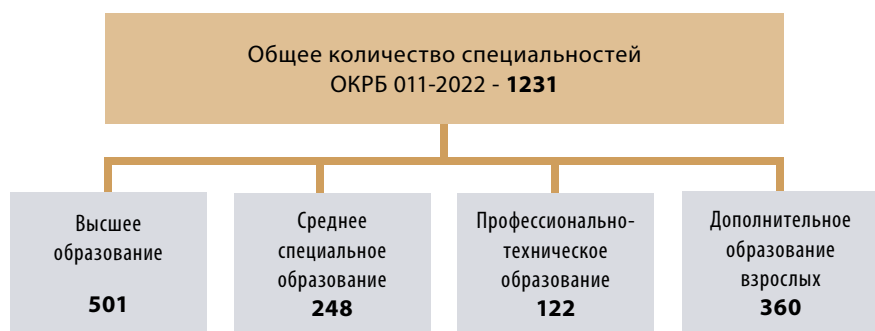 Общее количество специальностей
ОКРБ 011-2022 - 1231
Высшее
образование
501
Среднее
специальное
образование
248
Профессионально-
техническое
образование
122
Дополнительное
образование
взрослых
360